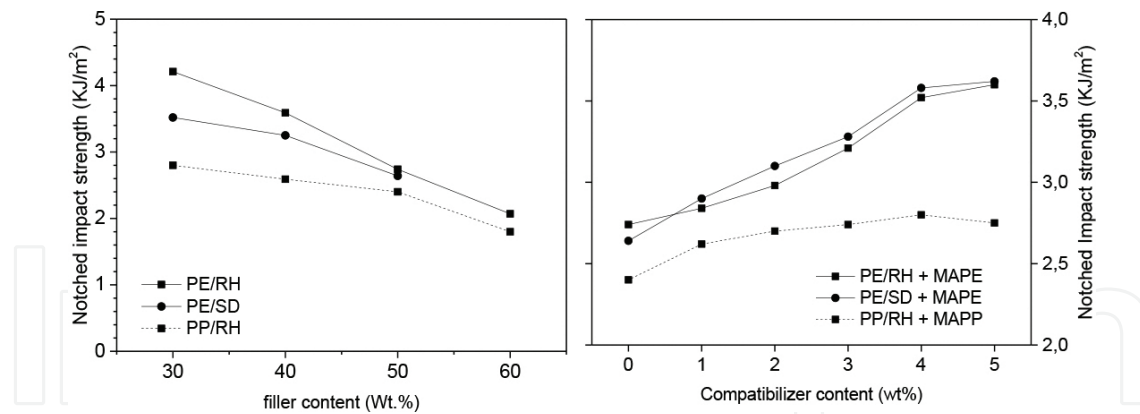 Notched impact strength (KJ/m²)
5
4
3
2
1
0
30 40 50 60
filler content (Wt.%)
PE/RH
PE/SD
PP/RH
Notched Impact strength (KJ/m²)
4,0
3,5
3,0
2,5
2,0
0 1 2 3 4 5
Compatibilizer content (wt%)
PE/RH + MAPE
PE/SD + MAPE
PP/RH + MAPP